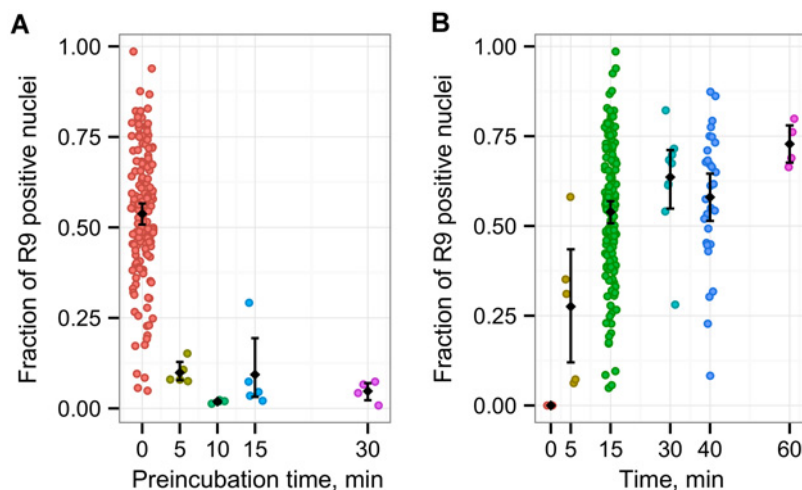 A
Fraction of R9 positive nuclei
1.00
0.75
0.50
0.25
0.00
0 5 10 15 30
Preincubation time, min
B
Fraction of R9 positive nuclei
1.00
0.75
0.50
0.25
0.00
0 5 15 30 40 60
Time, min